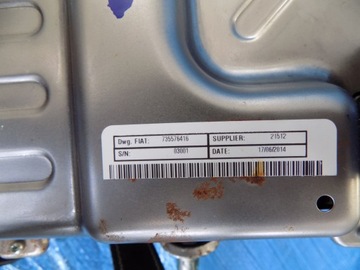 Dwg. FIAT: 735576416 SUPPLIER: 21512
S/N: 03001 DATE: 17/06/2014